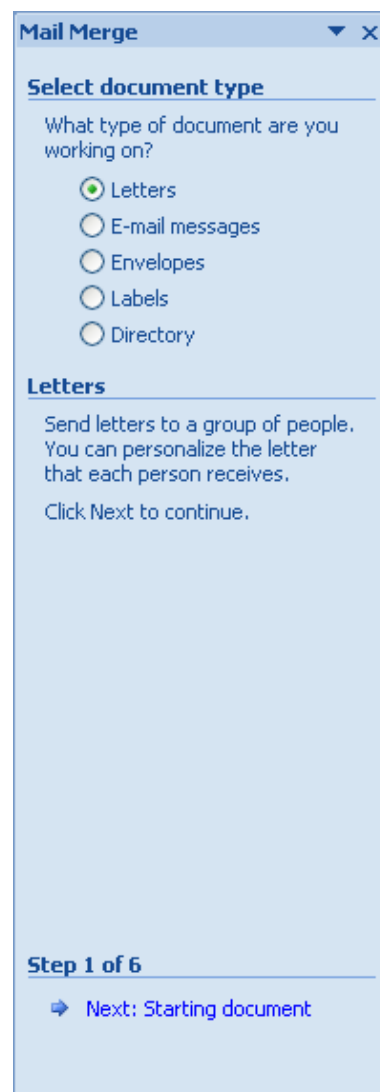 Mail Merge
Select document type
What type of document are you
working on?
Letters
E-mail messages
Envelopes
Labels
Directory
Letters
Send letters to a group of people.
You can personalize the letter
that each person receives.
Click Next to continue.
Step 1 of 6
Next: Starting document